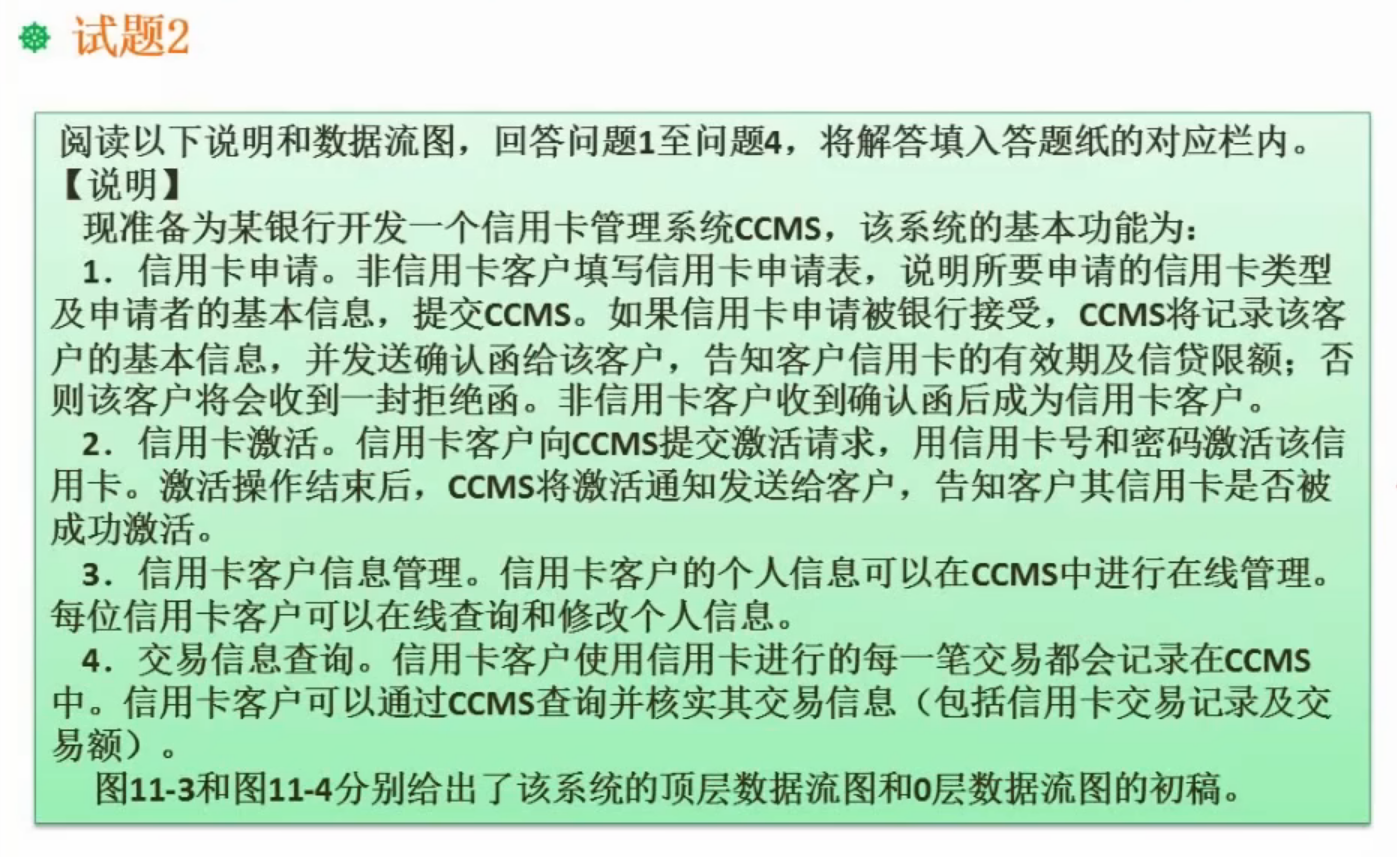 试题2
阅读以下说明和数据流图，回答问题1至问题4，将解答填入答题纸的对应栏内。
【说明】
现准备为某银行开发一个信用卡管理系统CCMS，该系统的基本功能为：
1．信用卡申请。非信用卡客户填写信用卡申请表，说明所要申请的信用卡类型
及申请者的基本信息，提交CCMS。如果信用卡申请被银行接受，CCMS将记录该客
户的基本信息，并发送确认函给该客户，告知客户信用卡的有效期及信贷限额；否
则该客户将会收到一封拒绝函。非信用卡客户收到确认函后成为信用卡客户。
2．信用卡激活。信用卡客户向CCMS提交激活请求，用信用卡号和密码激活该信
用卡。激活操作结束后，CCMS将激活通知发送给客户，告知客户其信用卡是否被
成功激活。
3．信用卡客户信息管理。信用卡客户的个人信息可以在CCMS中进行在线管理。
每位信用卡客户可以在线查询和修改个人信息。
4．交易信息查询。信用卡客户使用信用卡进行的每一笔交易都会记录在CCMS
中。信用卡客户可以通过CCMS查询并核实其交易信息（包括信用卡交易记录及交
易额）。
图11-3和图11-4分别给出了该系统的顶层数据流图和0层数据流图的初稿。